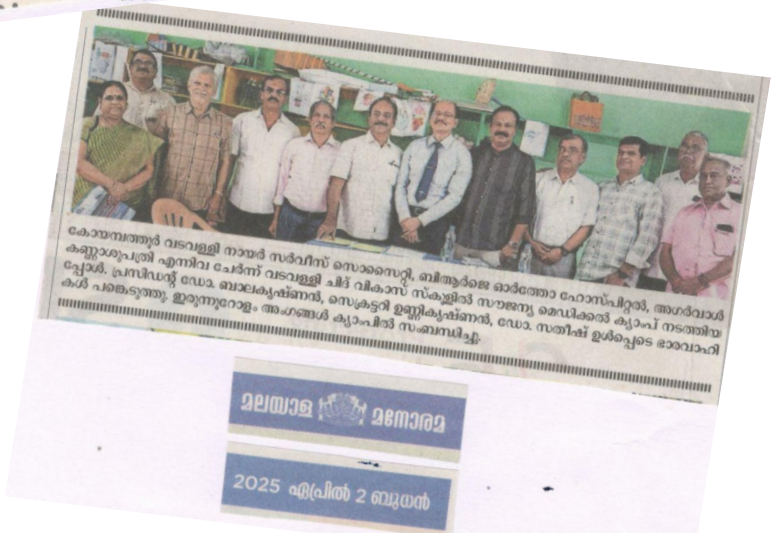 കോയമ്പത്തൂർ വടവള്ളി നായർ സർവീസ് സൊസൈറ്റി, ബിആർജെ ഓർത്തോ ഹോസ്പിറ്റൽ, അഗർവാൾ
കണ്ണാശുപത്രി എന്നിവ ചേർന്ന് വടവള്ളി ചിദ് വികാസ് സ്കൂളിൽ സൗജന്യ മെഡിക്കൽ ക്യാംപ് നടത്തിയ
പ്പോൾ. പ്രസിഡന്റ് ഡോ. ബാലകൃഷ്ണൻ, സെക്രട്ടറി ഉണ്ണികൃഷ്ണൻ, ഡോ. സതീഷ് ഉൾപ്പെടെ ഭാരവാഹി
കൾ പങ്കെടുത്തു. ഇരുന്നൂറോളം അംഗങ്ങൾ ക്യാംപിൽ സംബന്ധിച്ചു.
മലയാള മനോരമ
2025 ഏപ്രിൽ 2 ബുധൻ